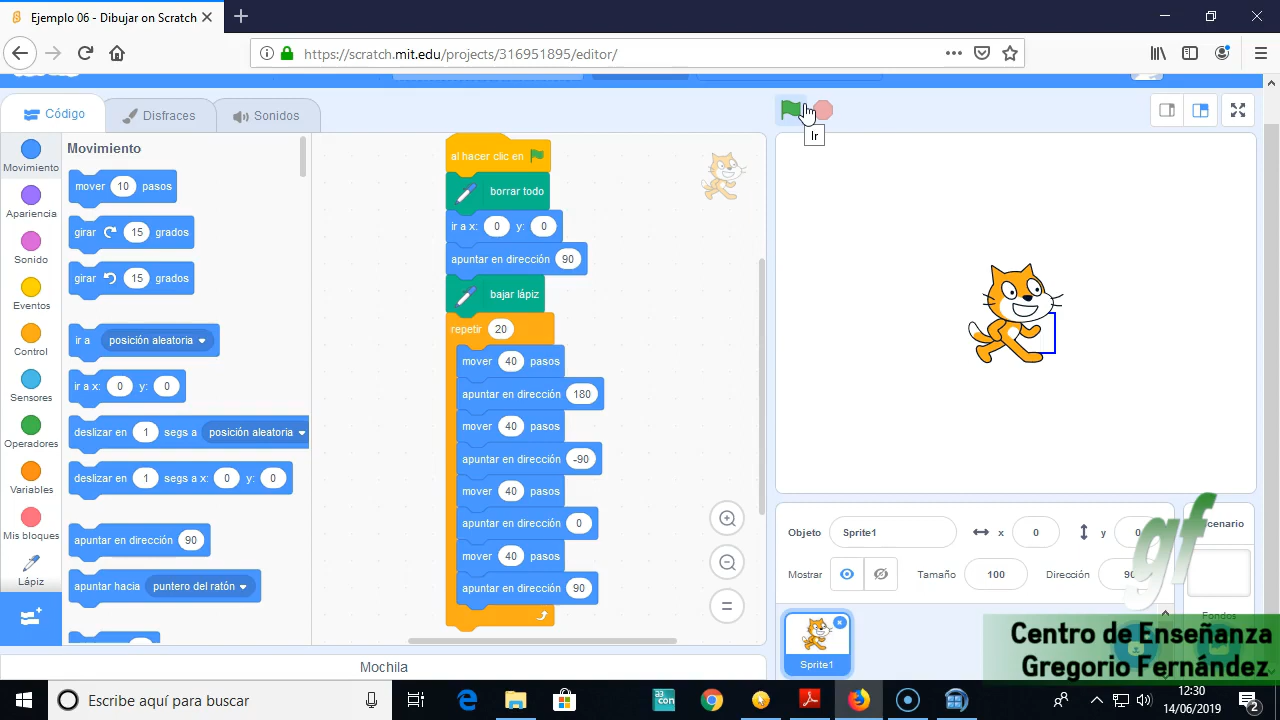 Ejemplo 06 - Dibujar on Scratch
https://scratch.mit.edu/projects/316951895/editor/
Código
Disfraces
Sonidos
Ir
Movimiento
Apariencia
Sonido
Eventos
Control
Sensores
Operadores
Variables
Mis bloques
Lápiz
Movimiento
mover 10 pasos
girar 15 grados
girar 15 grados
ir a posición aleatoria
ir a x: 0 y: 0
deslizar en 1 segs a posición aleatoria
deslizar en 1 segs a x: 0 y: 0
apuntar en dirección 90
apuntar hacia puntero del ratón
al hacer clic en
borrar todo
ir a x: 0 y: 0
apuntar en dirección 90
bajar lápiz
repetir 20
mover 40 pasos
apuntar en dirección 180
mover 40 pasos
apuntar en dirección -90
mover 40 pasos
apuntar en dirección 0
mover 40 pasos
apuntar en dirección 90
Mochila
Objeto Sprite1 x 0 y 0
Mostrar Tamaño 100 Dirección 90
Sprite1
Escenario
Fondos
gf
Centro de Enseñanza
Gregorio Fernández
Escribe aquí para buscar
a3
con
12:30
14/06/2019
2